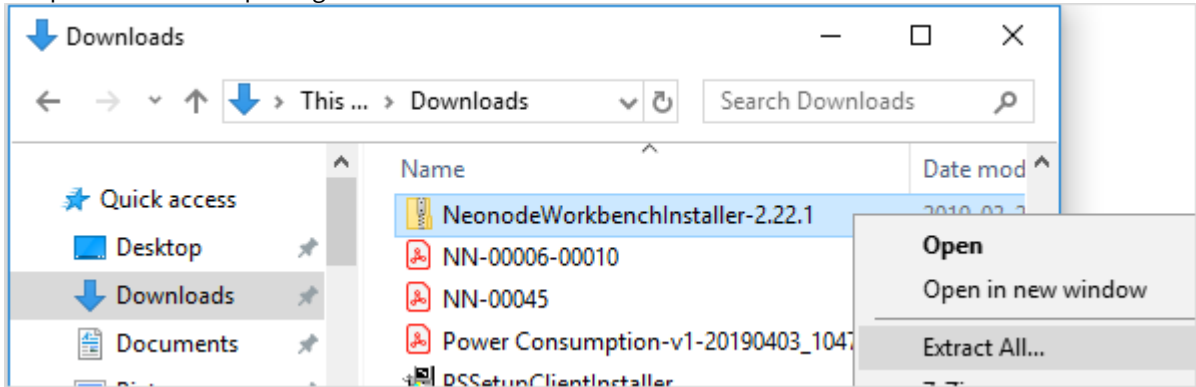 Downloads
This ... > Downloads
Search Downloads
Name
Date mod
Quick access
NeonodeWorkbenchInstaller-2.22.1
Desktop
NN-00006-00010
Open
Downloads
NN-00045
Open in new window
Documents
Power Consumption-v1-20190403_1047
Extract All...
PSSetupClientInstaller